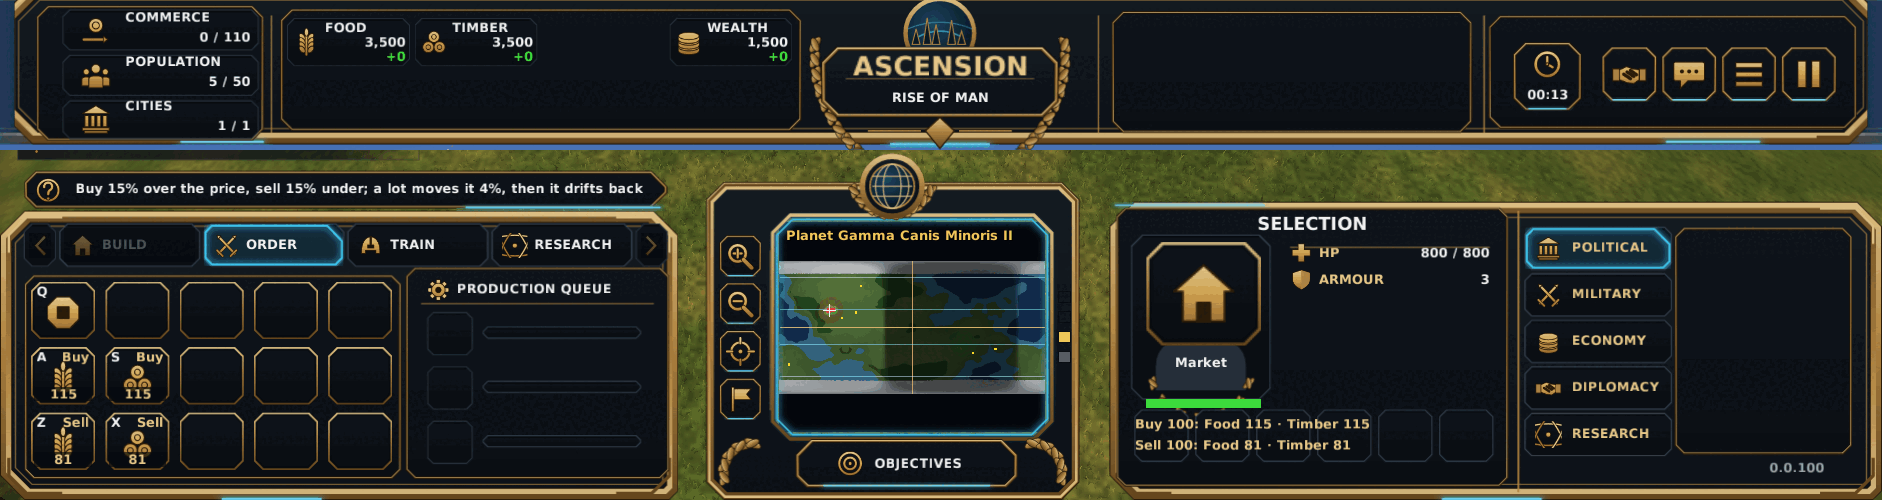 COMMERCE
0 / 110
POPULATION
5 / 50
CITIES
1 / 1
FOOD
3,500
+0
TIMBER
3,500
+0
WEALTH
1,500
+0
ASCENSION
RISE OF MAN
00:13
Buy 15% over the price, sell 15% under; a lot moves it 4%, then it drifts back
BUILD
ORDER
TRAIN
RESEARCH
Q
A Buy
115
S Buy
115
Z Sell
81
X Sell
81
PRODUCTION QUEUE
Planet Gamma Canis Minoris II
OBJECTIVES
SELECTION
Market
HP 800 / 800
ARMOUR 3
Buy 100: Food 115 · Timber 115
Sell 100: Food 81 · Timber 81
POLITICAL
MILITARY
ECONOMY
DIPLOMACY
RESEARCH
0.0.100